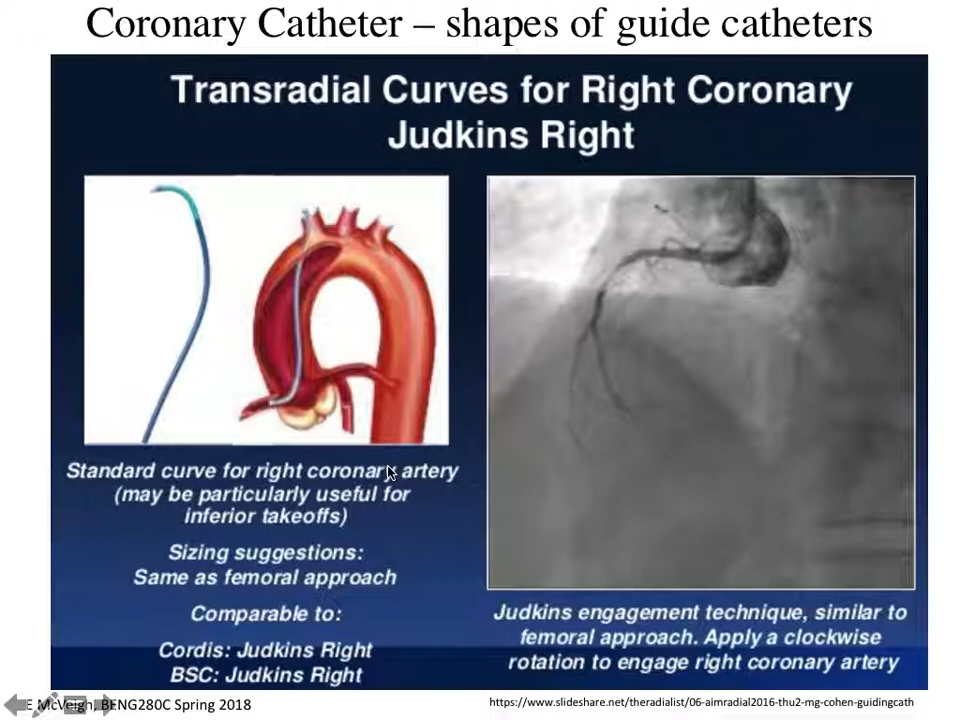 Coronary Catheter – shapes of guide catheters
Transradial Curves for Right Coronary
Judkins Right
Standard curve for right coronary artery
(may be particularly useful for
inferior takeoffs)
Sizing suggestions:
Same as femoral approach
Comparable to:
Cordis: Judkins Right
BSC: Judkins Right
Judkins engagement technique, similar to
femoral approach. Apply a clockwise
rotation to engage right coronary artery
E McVeigh, BENG280C Spring 2018
https://www.slideshare.net/theradialist/06-aimradial2016-thu2-mg-cohen-guidingcath